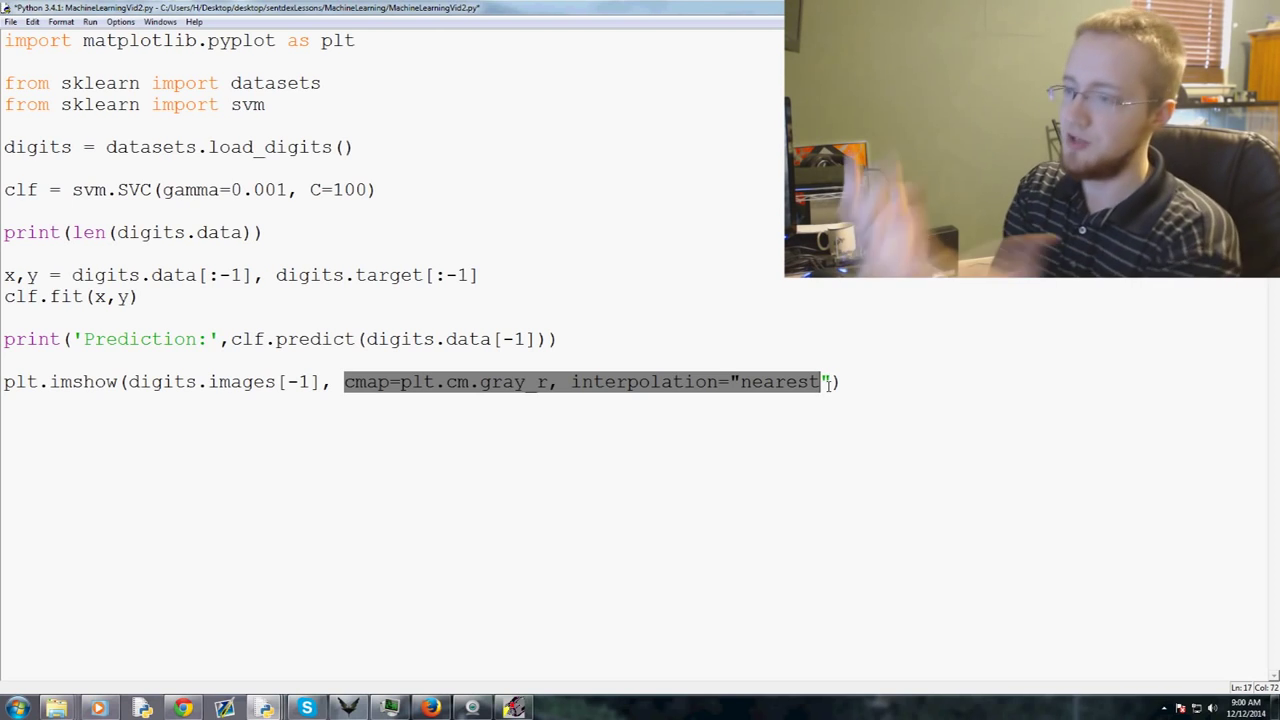 *Python 3.4.1: MachineLearningVid2.py - C:/Users/H/Desktop/desktop/sentdexLessons/MachineLearning/MachineLearningVid2.py*
File Edit Format Run Options Windows Help
import matplotlib.pyplot as plt
from sklearn import datasets
from sklearn import svm
digits = datasets.load_digits()
clf = svm.SVC(gamma=0.001, C=100)
print(len(digits.data))
x,y = digits.data[:-1], digits.target[:-1]
clf.fit(x,y)
print('Prediction:',clf.predict(digits.data[-1]))
plt.imshow(digits.images[-1], cmap=plt.cm.gray_r, interpolation="nearest")
Ln: 17 Col: 72
9:00 AM
12/12/2014